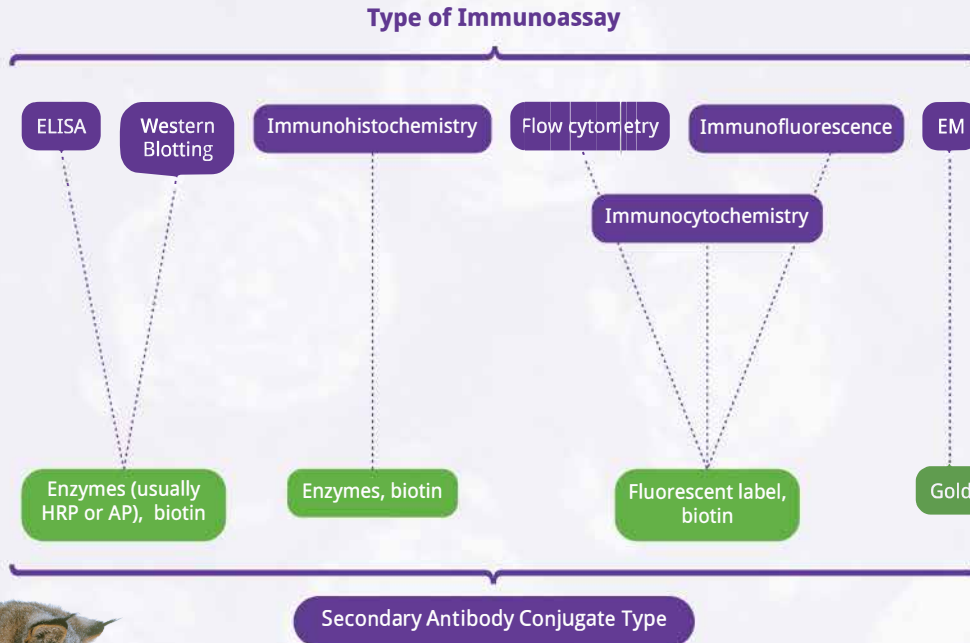 Type of Immunoassay
ELISA
Western
Blotting
Immunohistochemistry
Flow cytometry
Immunofluorescence
EM
Immunocytochemistry
Enzymes (usually
HRP or AP), biotin
Enzymes, biotin
Fluorescent label,
biotin
Gold
Secondary Antibody Conjugate Type